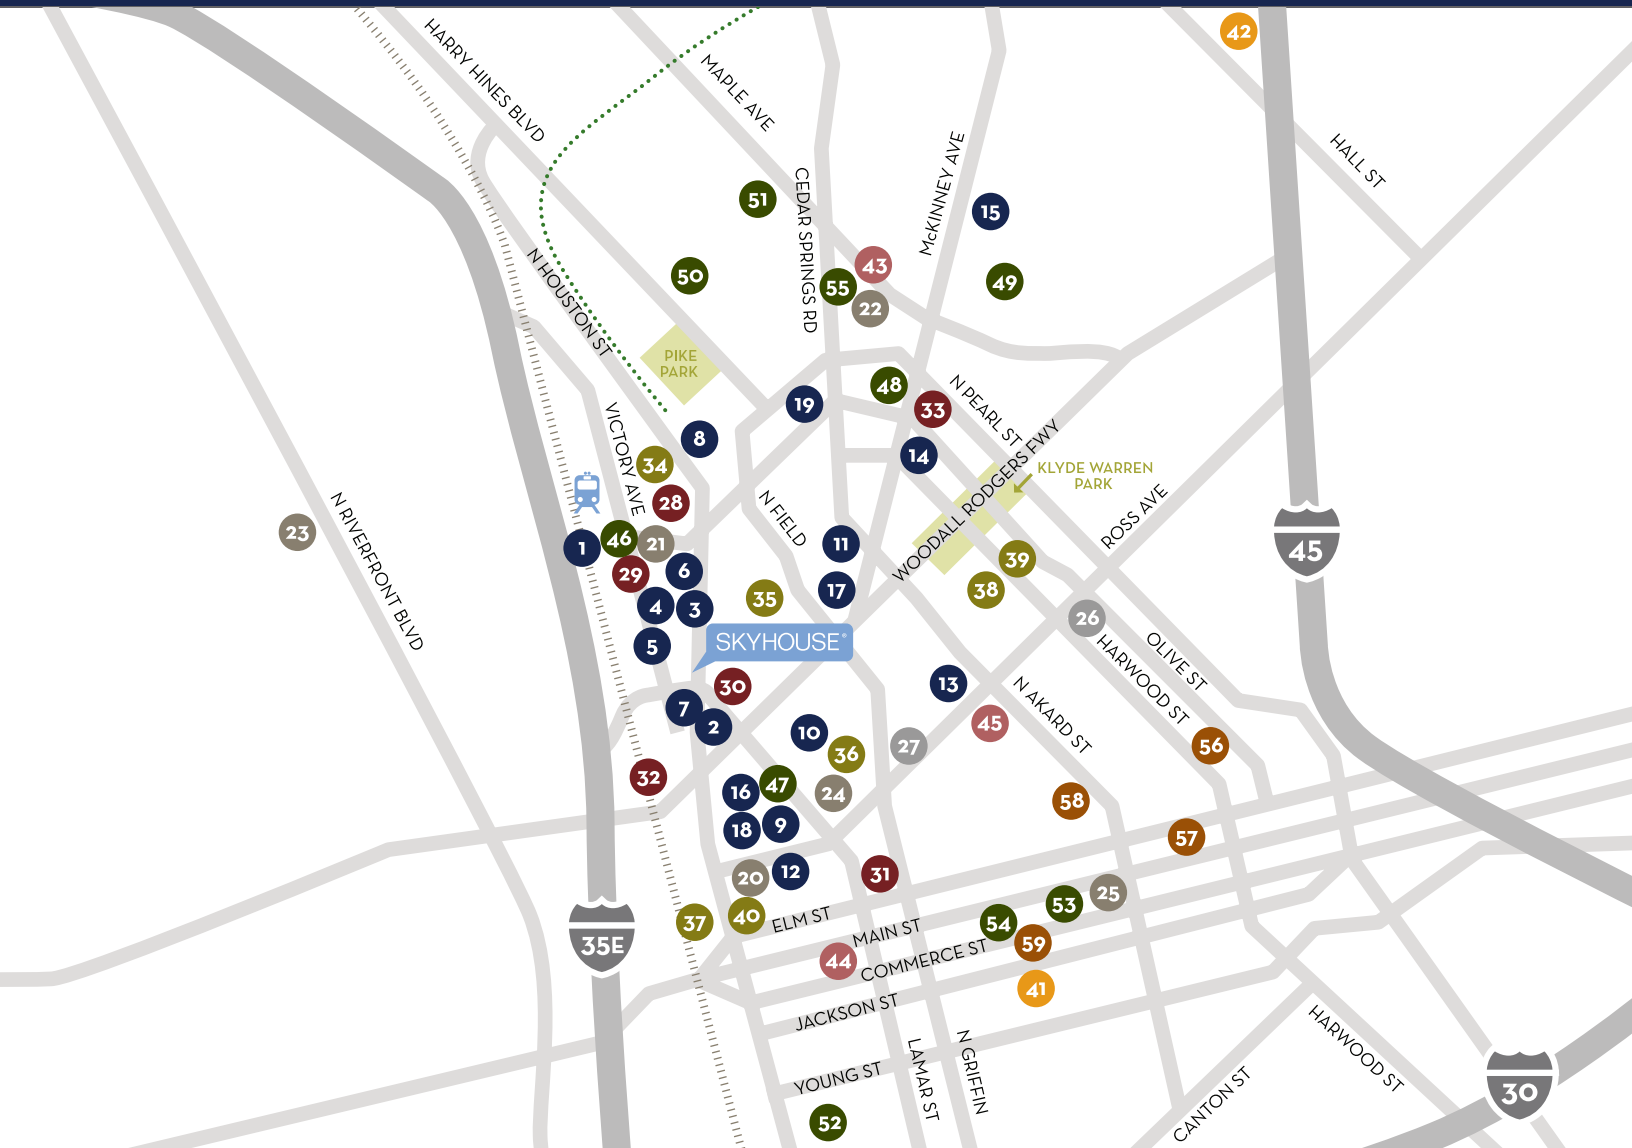 42
HARRY HINES BLVD
MAPLE AVE
HALL ST
McKINNEY AVE
CEDAR SPRINGS RD
51
15
43
50
55
49
22
N HOUSTON ST
PIKE
PARK
48
19
33
N PEARL ST
8
VICTORY AVE
14
34
WOODALL RODGERS FWY
KLYDE WARREN
PARK
28
N FIELD
ROSS AVE
N RIVERFRONT BLVD
23
46
21
1
11
45
39
29
6
17
38
35
4
3
26
5
SKYHOUSE®
HARWOOD ST
OLIVE ST
30
13
N AKARD ST
7
2
45
10
27
56
36
32
16
47
24
58
18
9
57
12
20
31
25
53
37
40
ELM ST
54
MAIN ST
59
35E
44
COMMERCE ST
41
JACKSON ST
HARWOOD ST
LAMAR ST
N GRIFFIN
YOUNG ST
30
CANTON ST
52